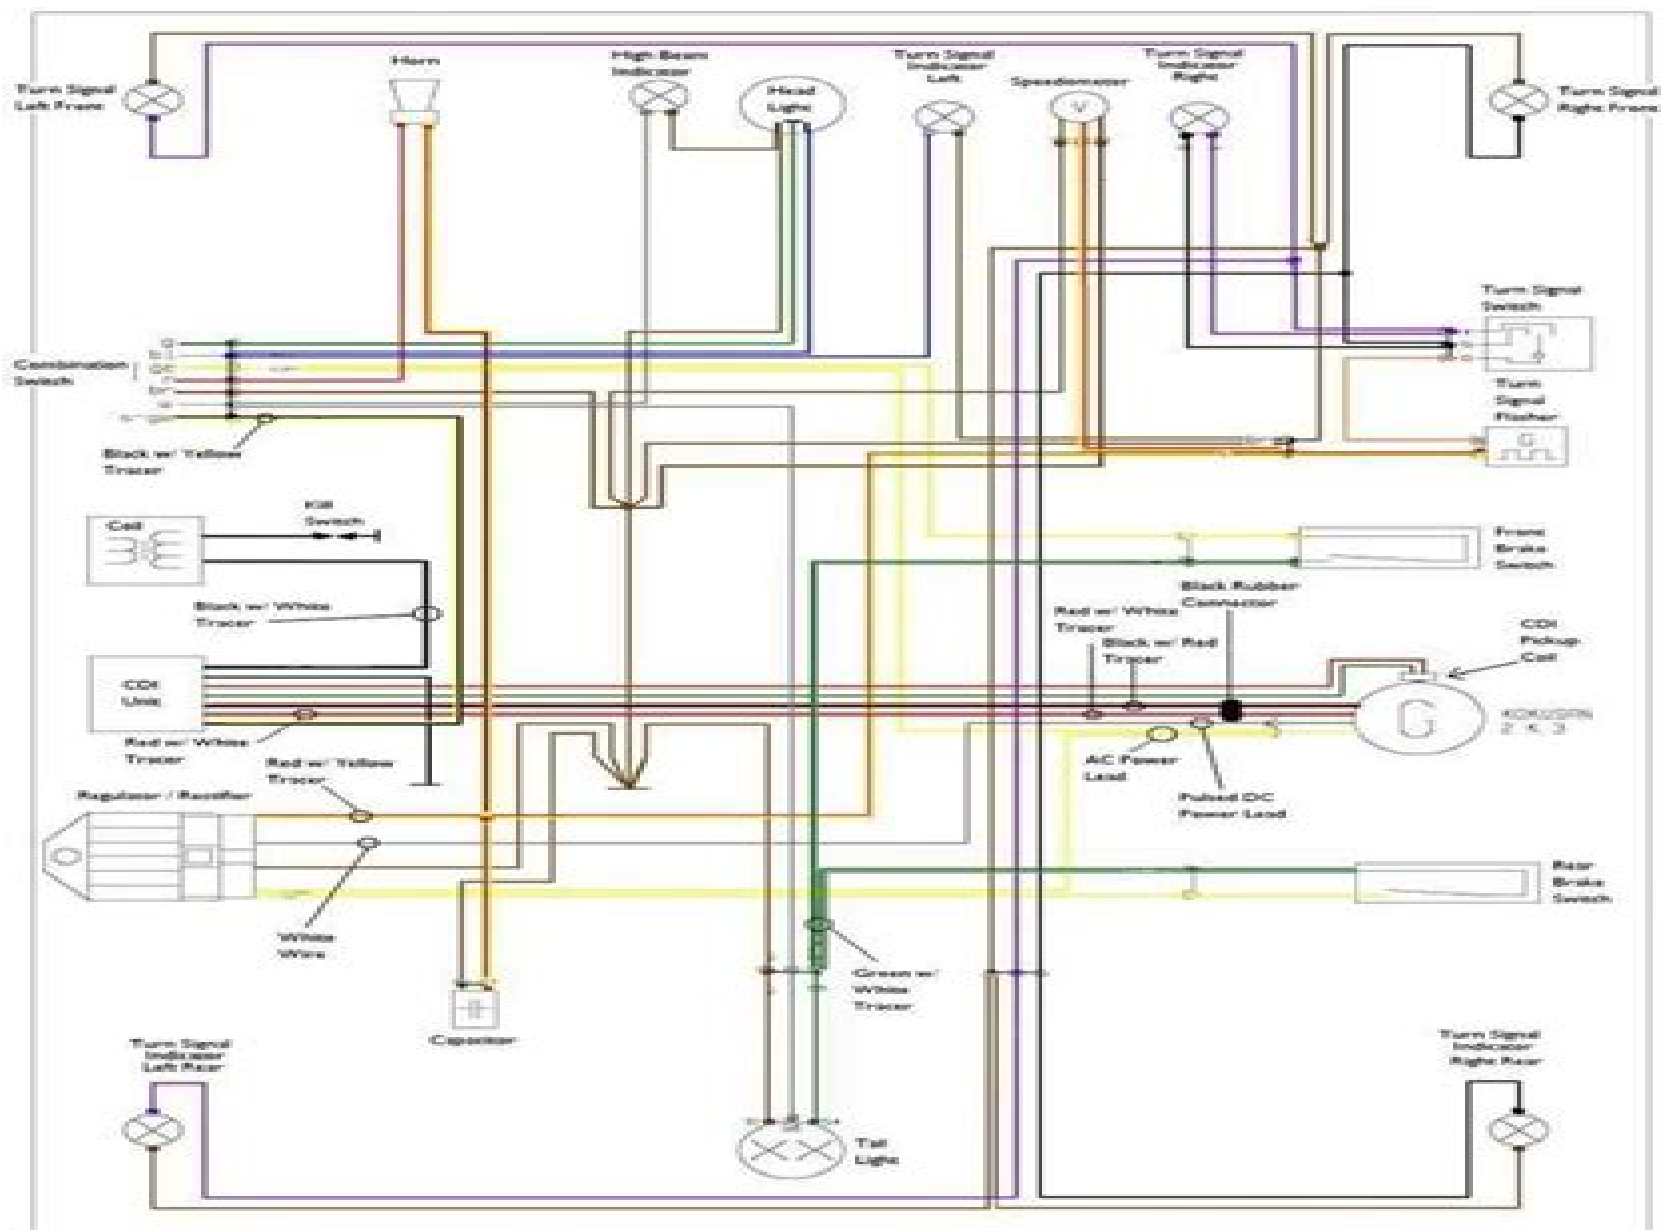 Horn
High Beam
Indicator
Head
Light
Turn Signal
Indicator
Left
Speedometer
V
Turn Signal
Indicator
Right
Turn Signal
Left Front
Turn Signal
Right Front
Turn Signal
Switch
Combination
Switch
Turn
Signal
Flasher
Black w/ Yellow
Tracer
Coil
Kill
Switch
Front
Brake
Switch
Black Rubber
Connector
Black w/ White
Tracer
Red w/ White
Tracer
Black w/ Red
Tracer
CDI
Pickup
Coil
CDI
Unit
G
KOKUSAN
Red w/ White
Tracer
Red w/ Yellow
Tracer
AC Power
Lead
Pulsed DC
Power Lead
Regulator / Rectifier
Rear
Brake
Switch
White
Wire
Green w/
White
Tracer
Capacitor
Turn Signal
Indicator
Left Rear
Turn Signal
Indicator
Right Rear
Tail
Light